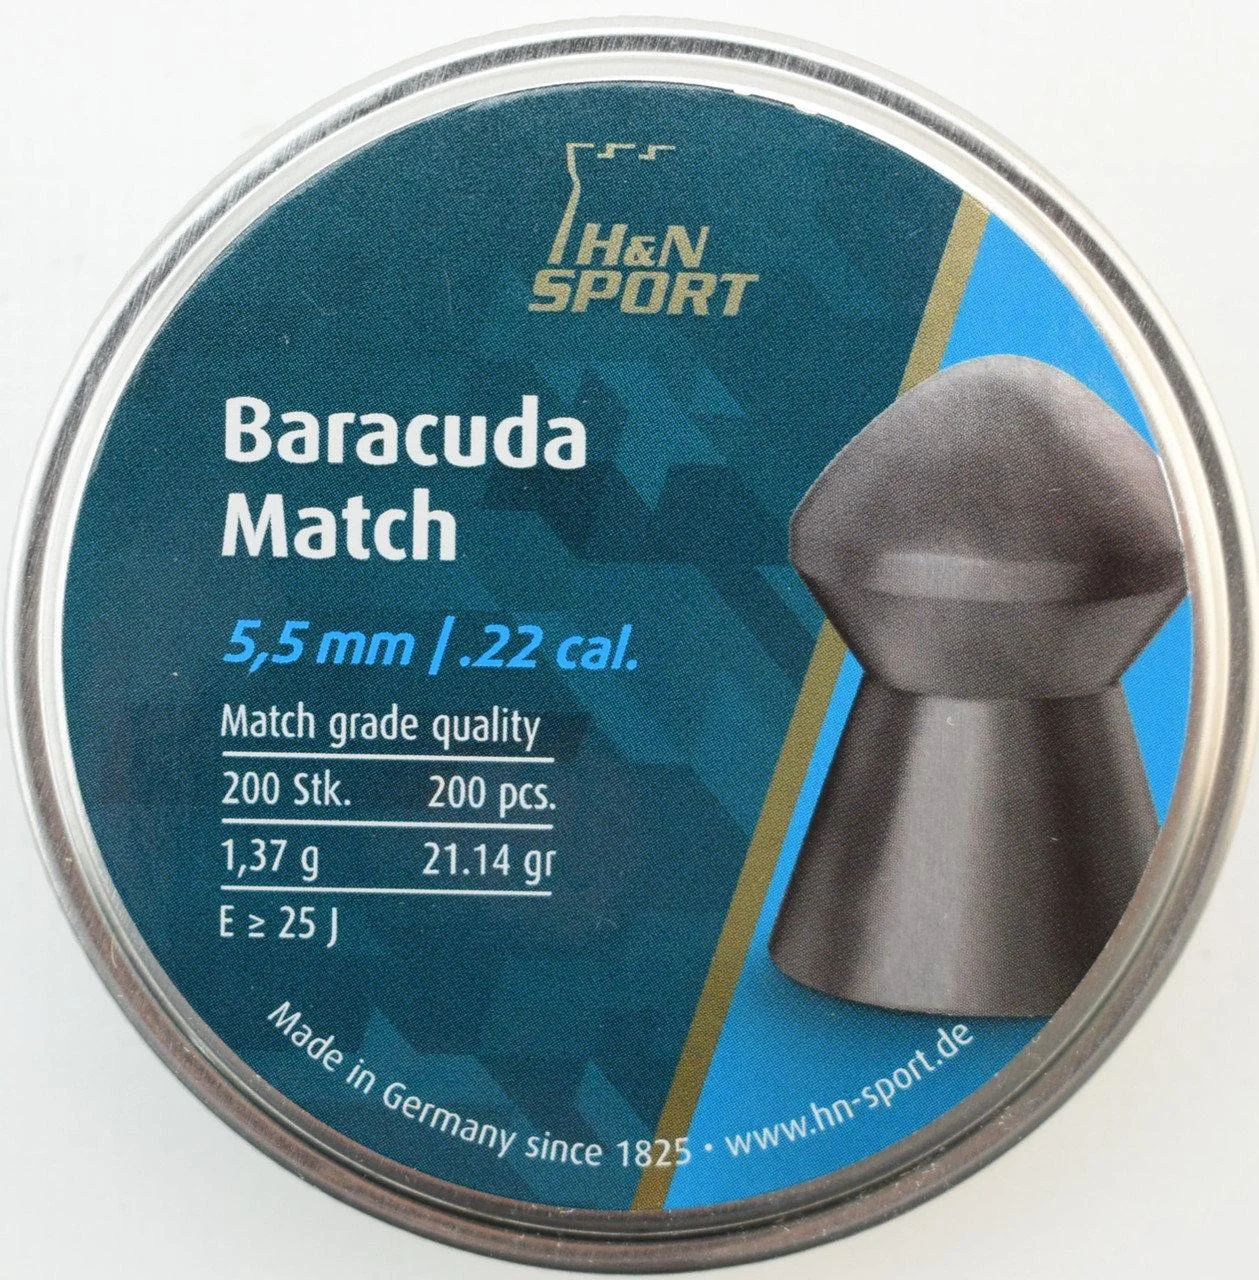 H&N
SPORT
Baracuda
Match
5,5 mm / .22 cal.
Match grade quality
200 Stk. 200 pcs.
1,37 g 21.14 gr
E ≥ 25 J
Made in Germany since 1825 • www.hn-sport.de